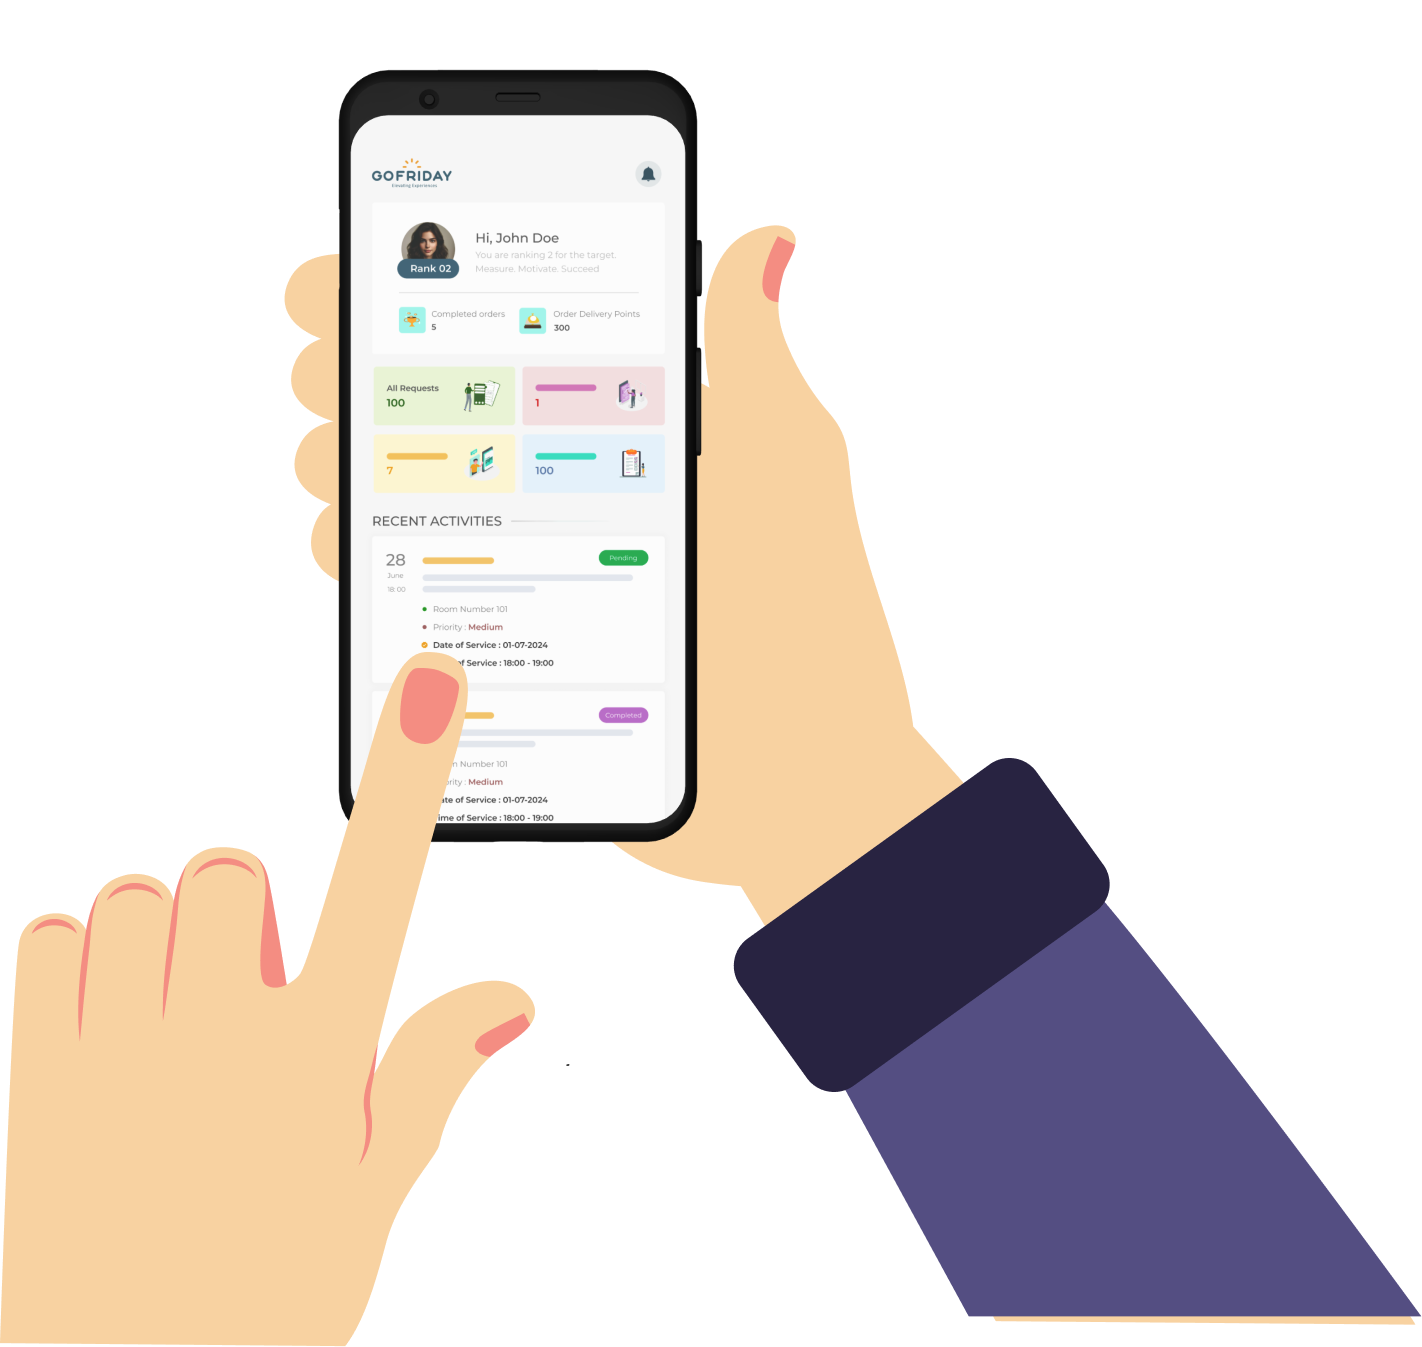 GOFRIDAY
Elevating Experiences
Hi, John Doe
You are ranking 2 for the target.
Measure. Motivate. Succeed
Rank 02
Completed orders
5
Order Delivery Points
300
All Requests
100
1
7
100
RECENT ACTIVITIES
28
June
18:00
Pending
Room Number 101
Priority : Medium
Date of Service : 01-07-2024
of Service : 18:00 - 19:00
Completed
Number 101
Medium
of Service : 01-07-2024
of Service : 18:00 - 19:00